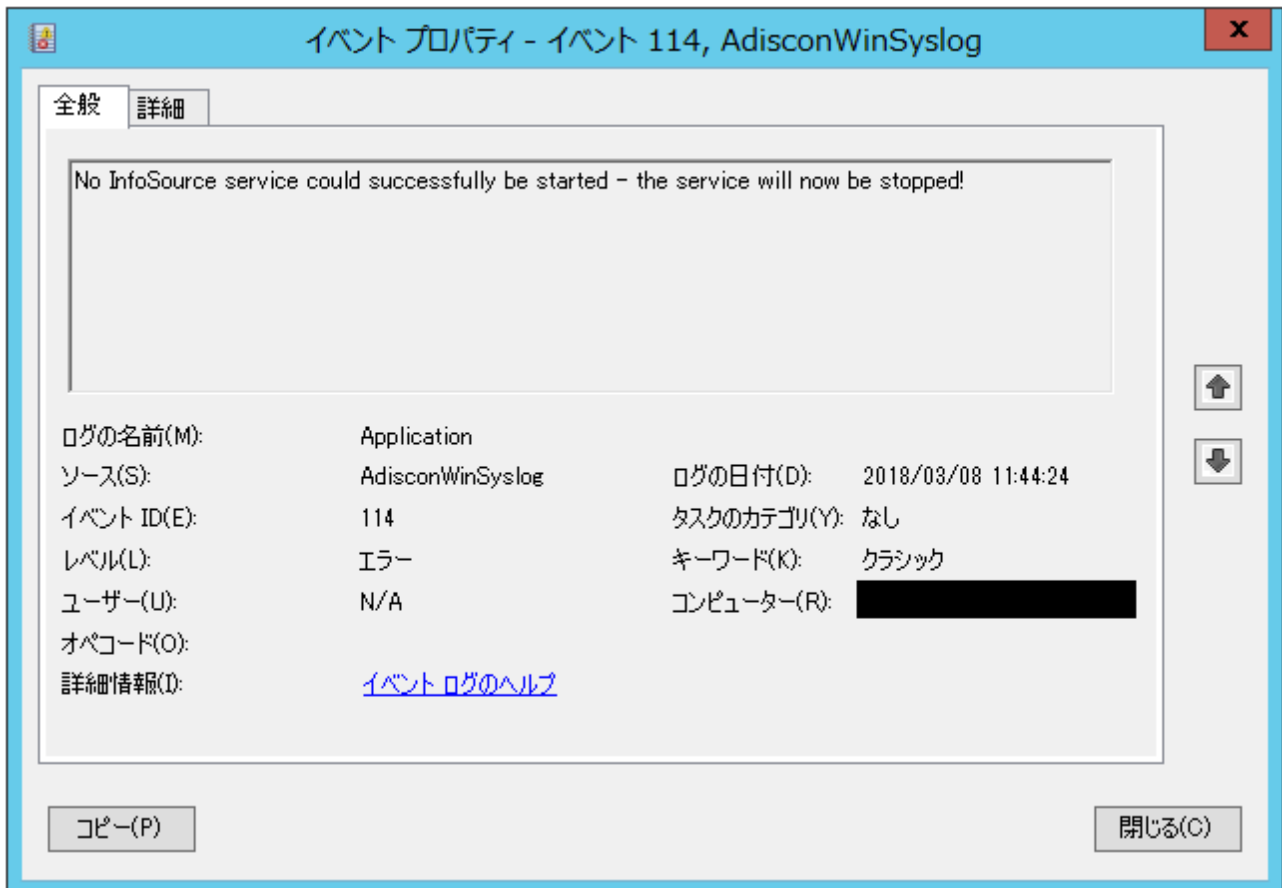 イベント プロパティ - イベント 114, AdisconWinSyslog
x
全般 詳細
No InfoSource service could successfully be started - the service will now be stopped!
ログの名前(M): Application
ソース(S): AdisconWinSyslog ログの日付(D): 2018/03/08 11:44:24
イベント ID(E): 114 タスクのカテゴリ(Y): なし
レベル(L): エラー キーワード(K): クラシック
ユーザー(U): N/A コンピューター(R):
オペコード(O):
詳細情報(I): イベント ログのヘルプ
コピー(P) 閉じる(C)